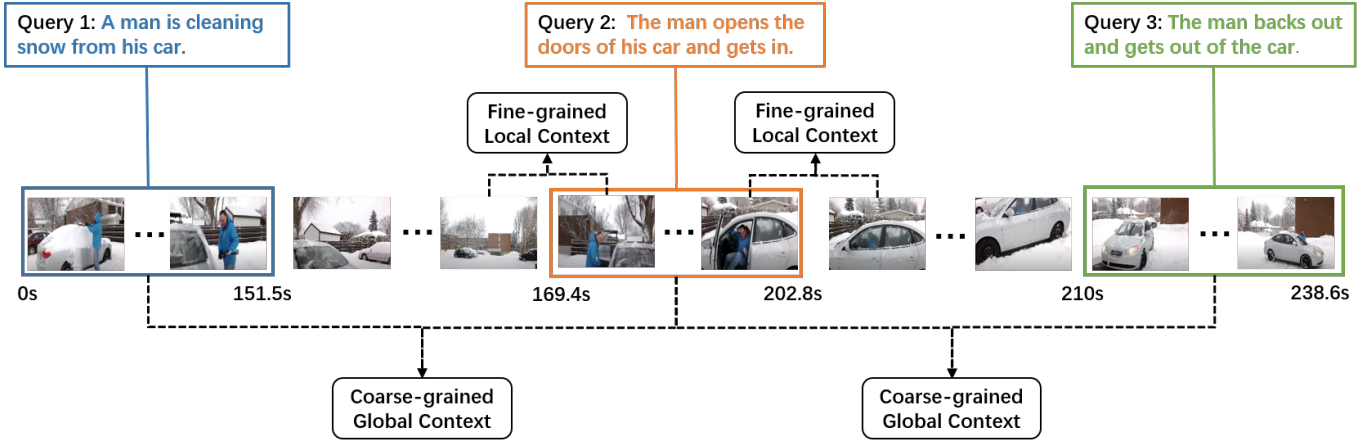 Query 1: A man is cleaning
snow from his car.
Query 2: The man opens the
doors of his car and gets in.
Query 3: The man backs out
and gets out of the car.
Fine-grained
Local Context
Fine-grained
Local Context
0s
151.5s
169.4s
202.8s
210s
238.6s
Coarse-grained
Global Context
Coarse-grained
Global Context